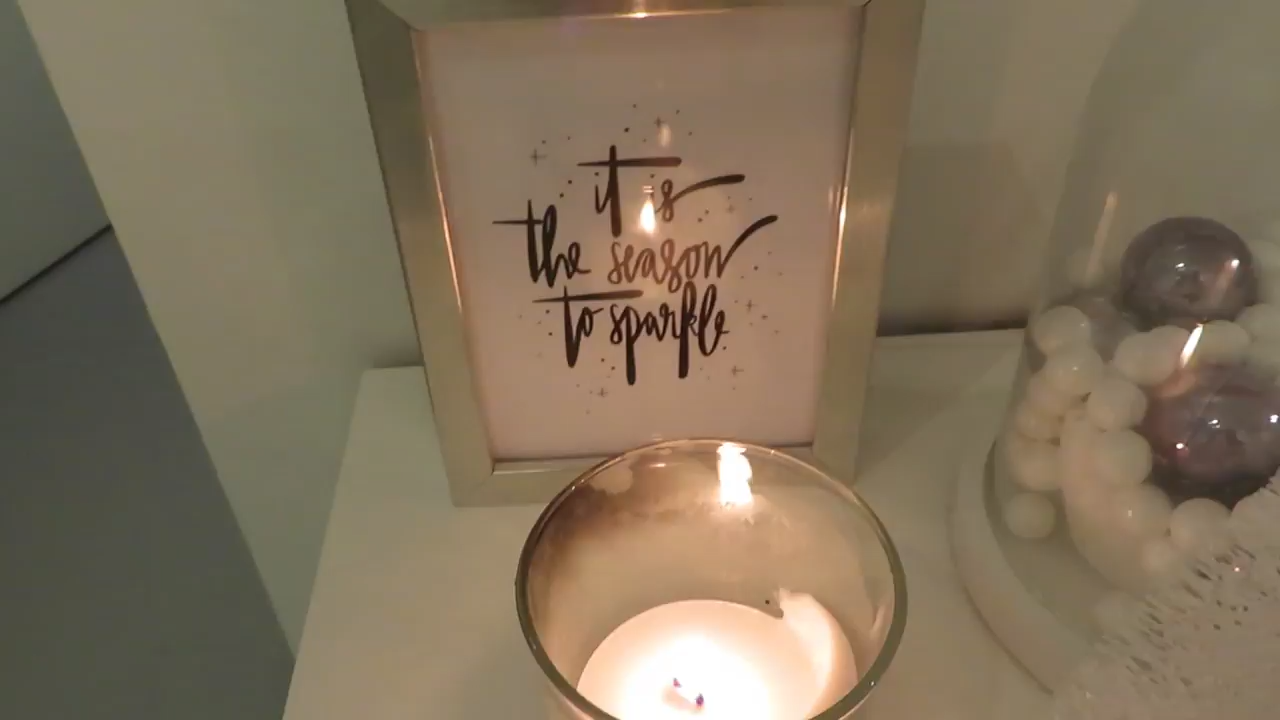 it is
the season
to sparkle